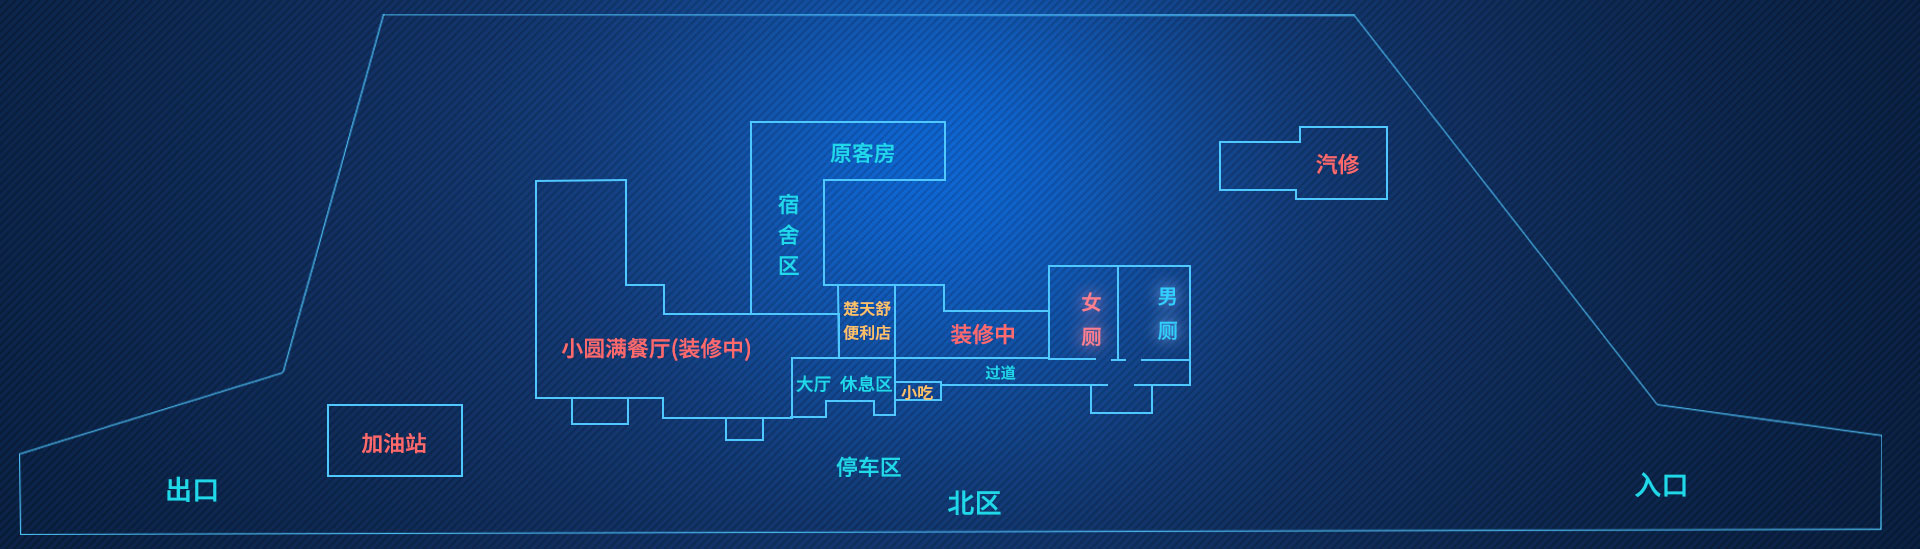 原客房
汽修
宿
舍
区
楚天舒
便利店
女
厕
男
厕
小圆满餐厅(装修中)
装修中
过道
大厅 休息区
小吃
加油站
停车区
出口
北区
入口